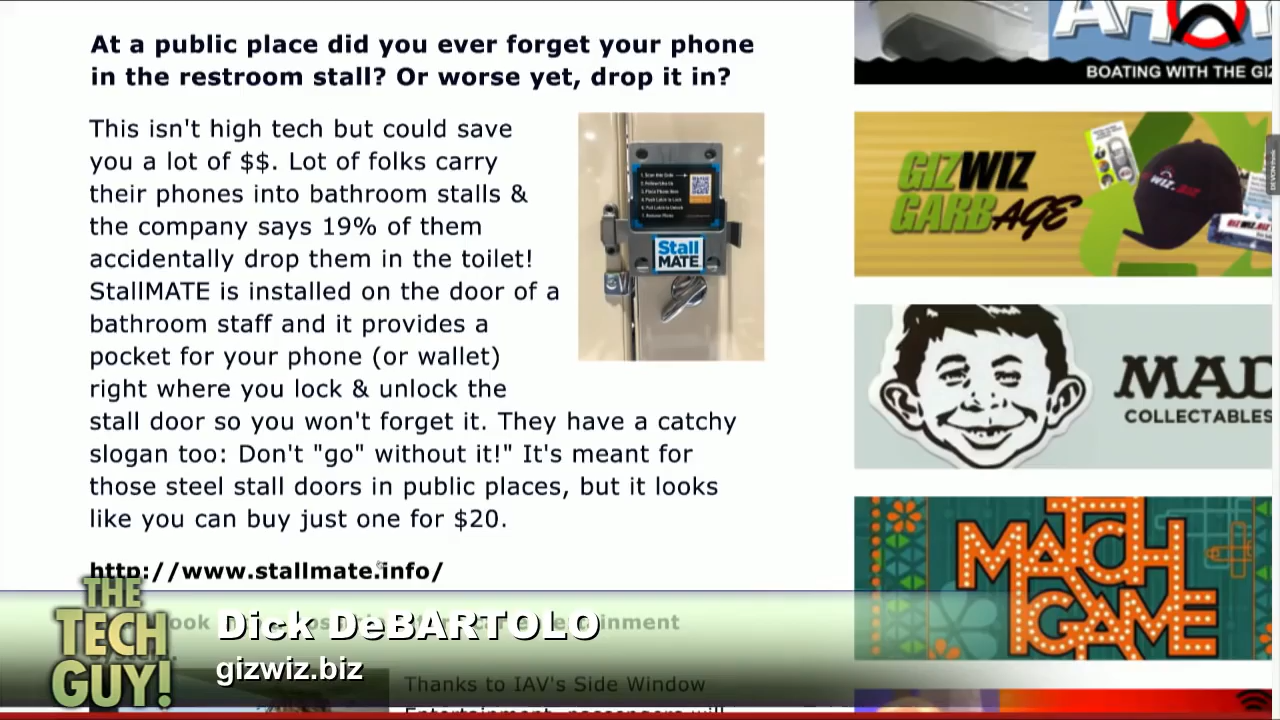 At a public place did you ever forget your phone
in the restroom stall? Or worse yet, drop it in?
This isn't high tech but could save
you a lot of $$. Lot of folks carry
their phones into bathroom stalls &
the company says 19% of them
accidentally drop them in the toilet!
StallMATE is installed on the door of a
bathroom staff and it provides a
pocket for your phone (or wallet)
right where you lock & unlock the
stall door so you won't forget it. They have a catchy
slogan too: Don't "go" without it!" It's meant for
those steel stall doors in public places, but it looks
like you can buy just one for $20.
http://www.stallmate.info/
Stall
MATE
BOATING WITH THE GIZ
GIZWIZ
GARBAGE
MAD
COLLECTABLES
MATCH
GAME
THE
TECH
GUY!
Dick DeBARTOLO
gizwiz.biz
Thanks to IAV's Side Window